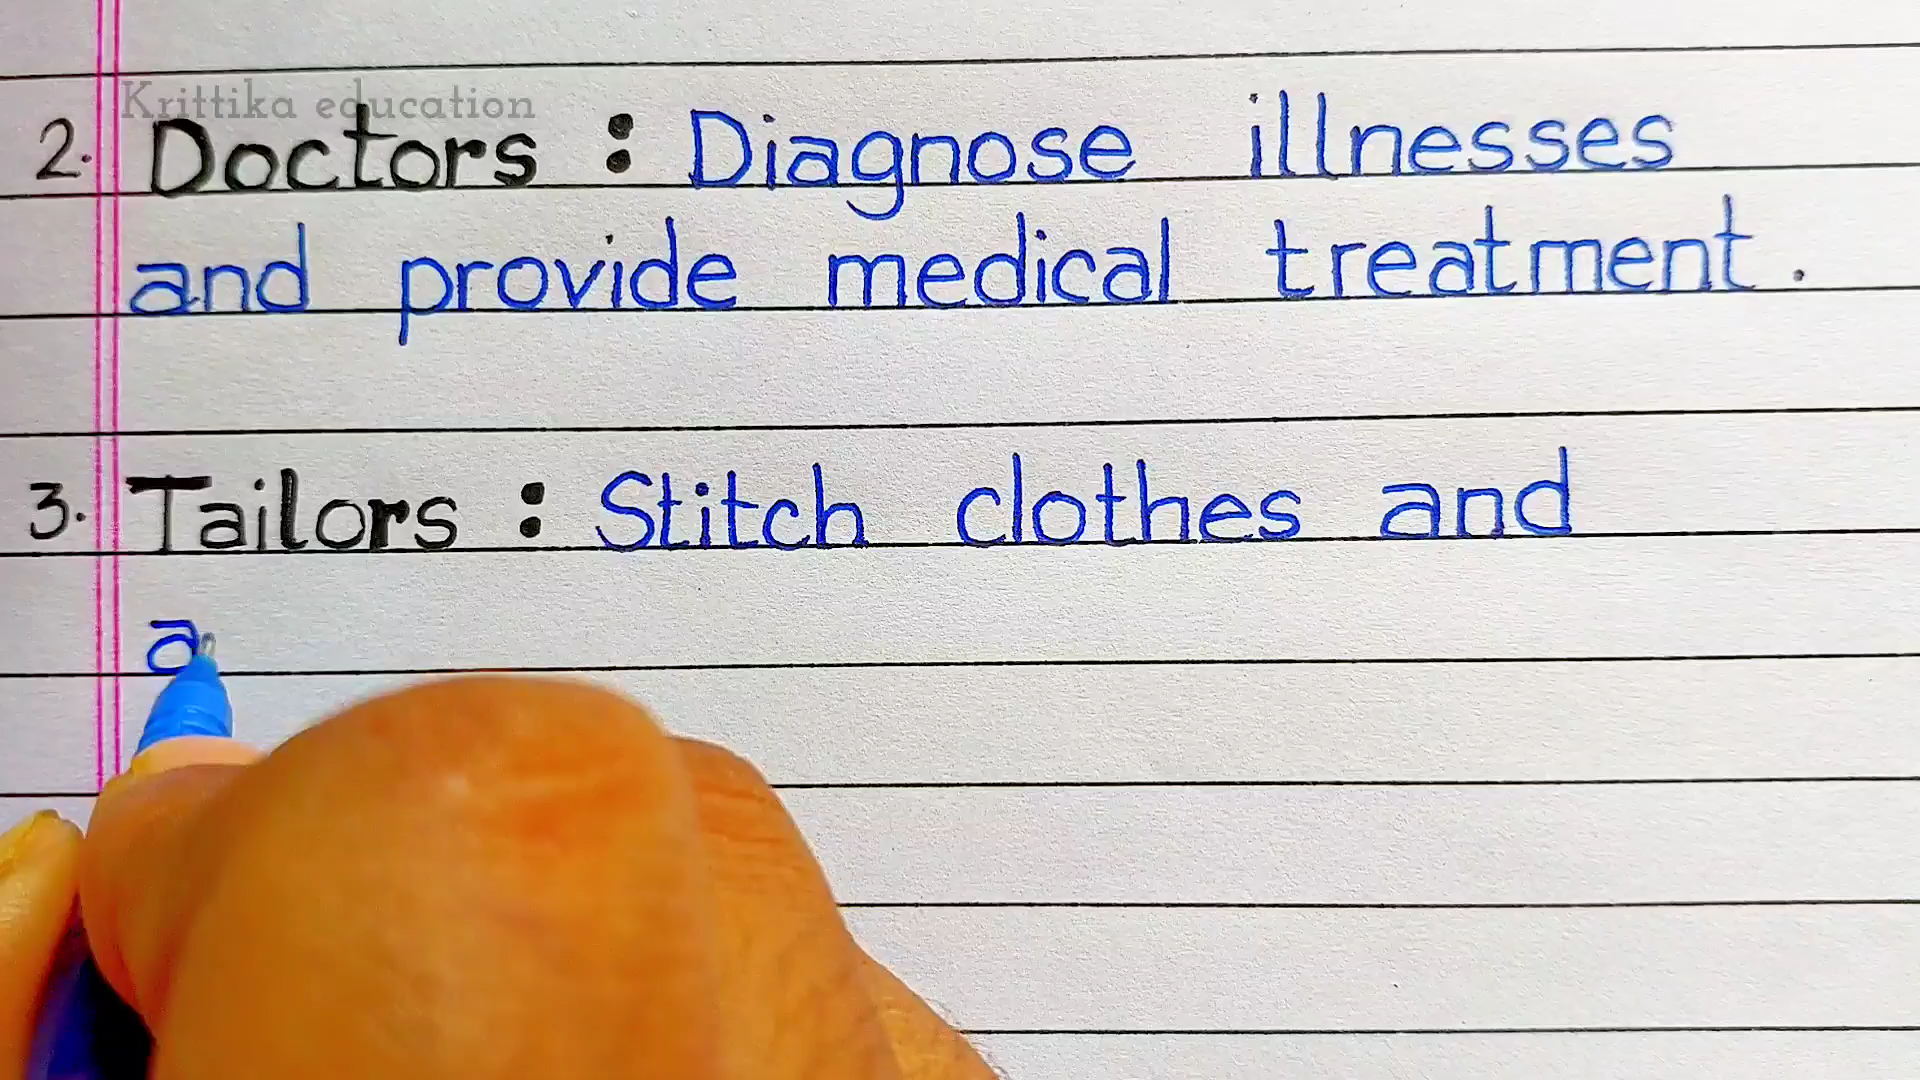 Krittika education
2. Doctors : Diagnose illnesses
and provide medical treatment.
3. Tailors : Stitch clothes and
a